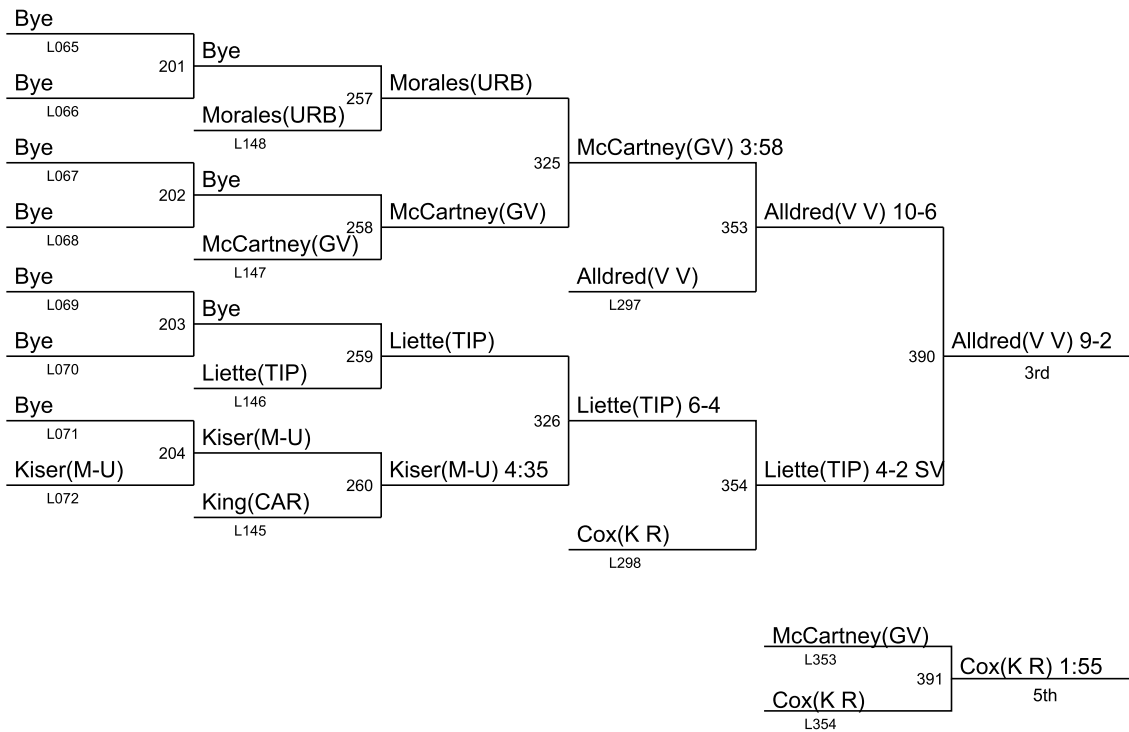 Bye
L065
201
Bye
Bye
L066
257
Morales(URB)
Morales(URB)
L148
Bye
L067
202
Bye
Bye
L068
258
McCartney(GV)
McCartney(GV)
L147
325
McCartney(GV) 3:58
Alldred(V V)
L297
353
Alldred(V V) 10-6
Bye
L069
203
Bye
Bye
L070
259
Liette(TIP)
Liette(TIP)
L146
Bye
L071
204
Kiser(M-U)
Kiser(M-U)
L072
260
Kiser(M-U) 4:35
King(CAR)
L145
326
Liette(TIP) 6-4
Cox(K R)
L298
354
Liette(TIP) 4-2 SV
390
Alldred(V V) 9-2
3rd
McCartney(GV)
L353
391
Cox(K R) 1:55
5th
Cox(K R)
L354